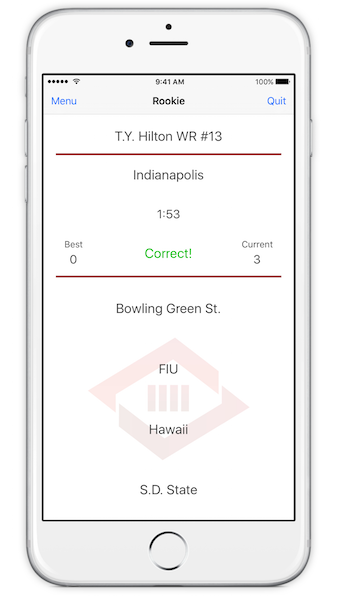 9:41 AM 100%
Menu Rookie Quit
T.Y. Hilton WR #13
Indianapolis
1:53
Best Correct! Current
0 3
Bowling Green St.
FIU
Hawaii
S.D. State